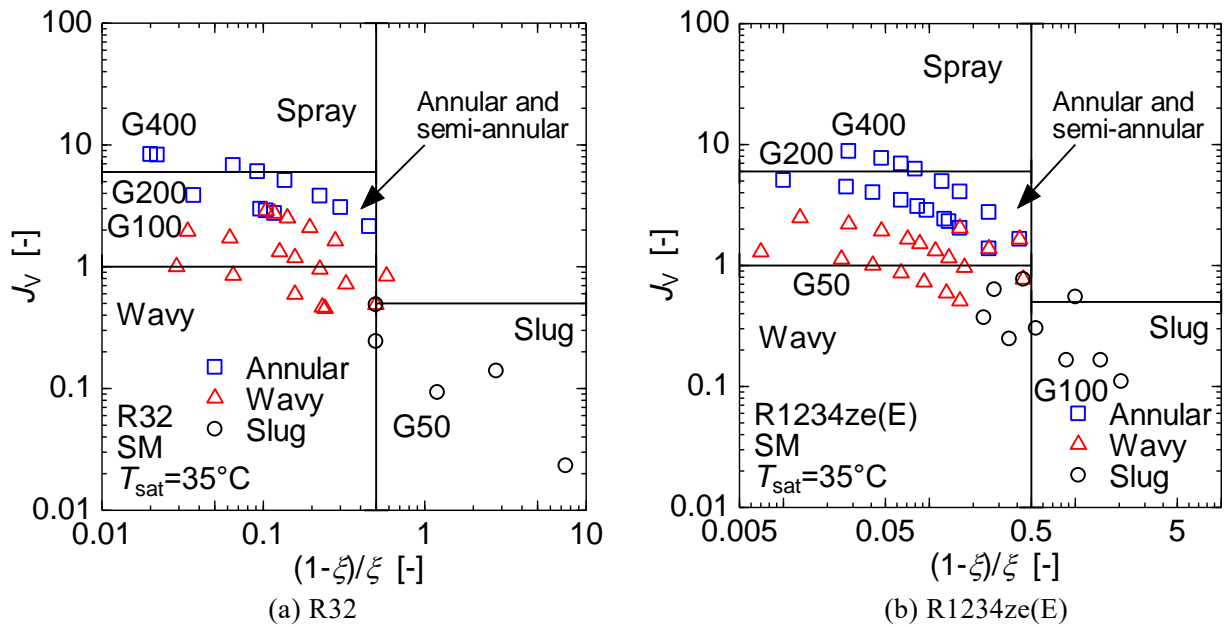 100
10
1
0.1
0.01
J_V [-]
Spray
Annular and
semi-annular
G400
G200
G100
Wavy
Slug
Annular
Wavy
Slug
G50
R32
SM
T_sat=35°C
0.01
0.1
1
10
(1-ξ)/ξ [-]
(a) R32
100
10
1
0.1
0.01
J_V [-]
Spray
Annular and
semi-annular
G400
G200
G50
Wavy
Slug
G100
R1234ze(E)
SM
T_sat=35°C
Annular
Wavy
Slug
0.005
0.05
0.5
5
(1-ξ)/ξ [-]
(b) R1234ze(E)